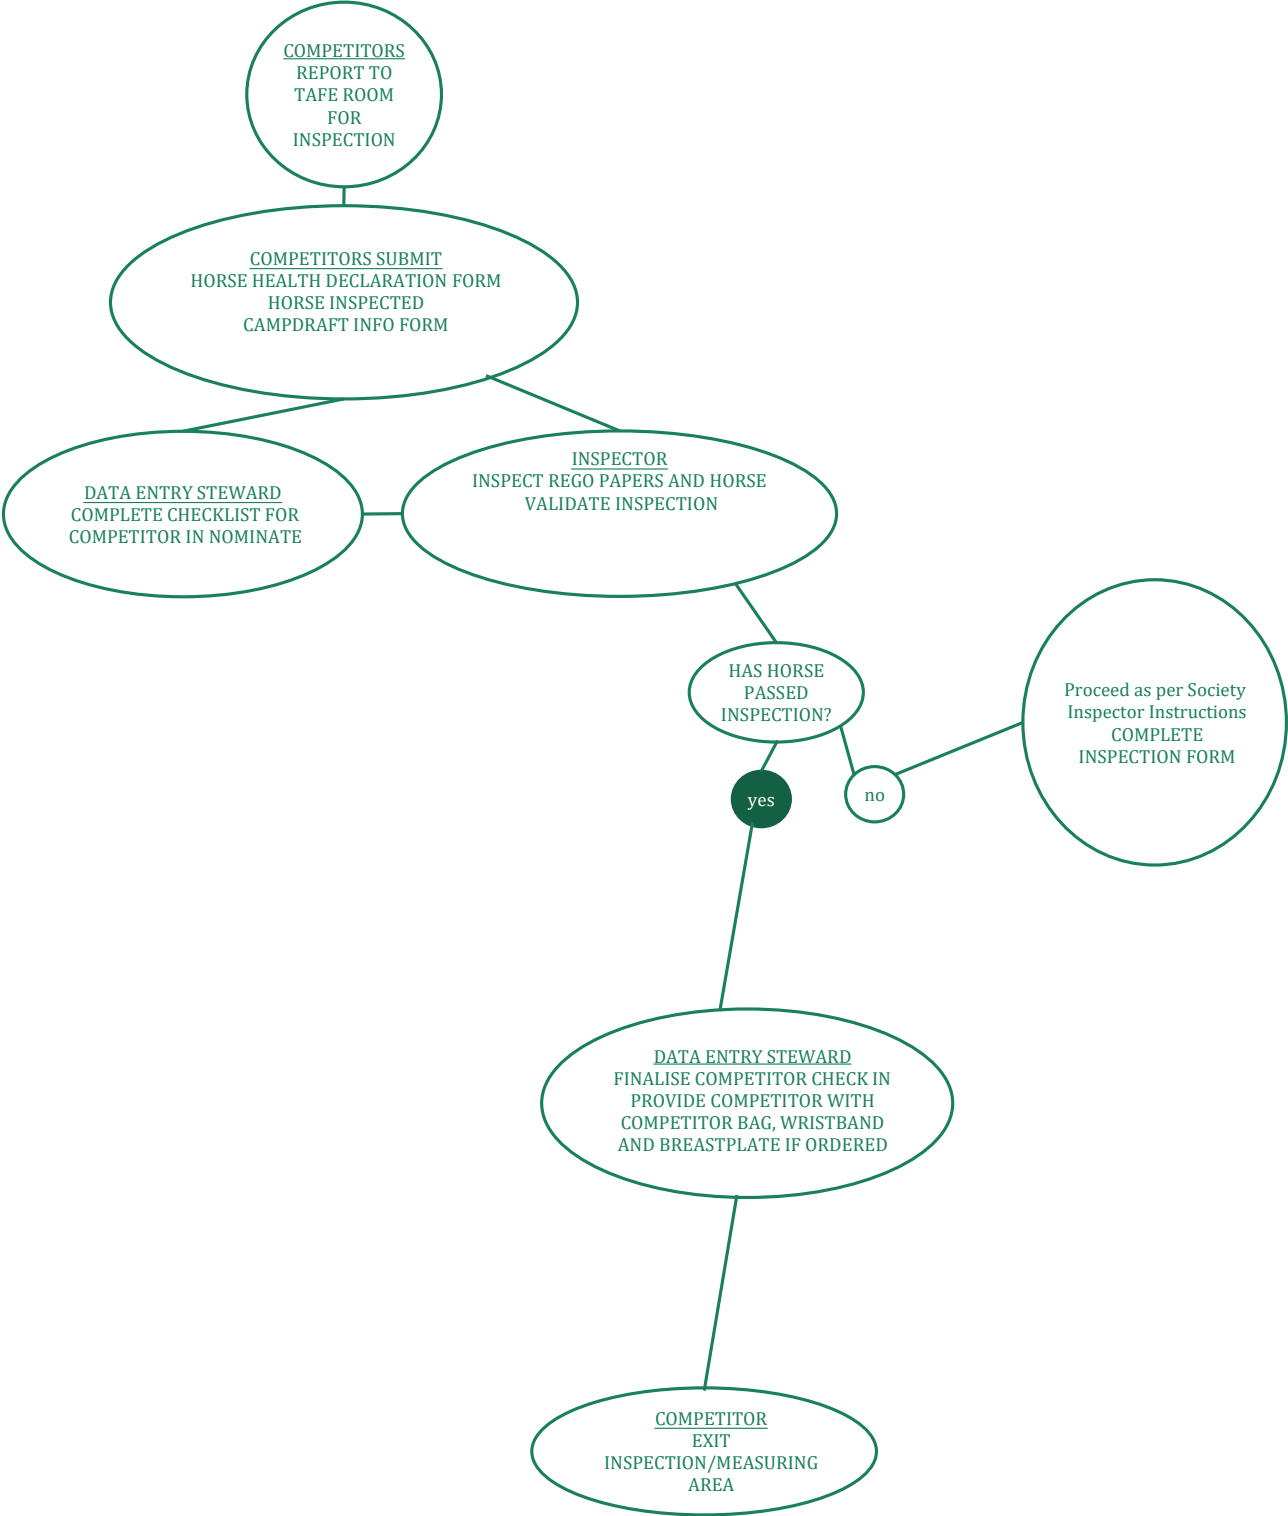 COMPETITORS
REPORT TO
TAFE ROOM
FOR
INSPECTION
COMPETITORS SUBMIT
HORSE HEALTH DECLARATION FORM
HORSE INSPECTED
CAMPDRAFT INFO FORM
DATA ENTRY STEWARD
COMPLETE CHECKLIST FOR
COMPETITOR IN NOMINATE
INSPECTOR
INSPECT REGO PAPERS AND HORSE
VALIDATE INSPECTION
HAS HORSE
PASSED
INSPECTION?
yes
no
Proceed as per Society
Inspector Instructions
COMPLETE
INSPECTION FORM
DATA ENTRY STEWARD
FINALISE COMPETITOR CHECK IN
PROVIDE COMPETITOR WITH
COMPETITOR BAG, WRISTBAND
AND BREASTPLATE IF ORDERED
COMPETITOR
EXIT
INSPECTION/MEASURING
AREA